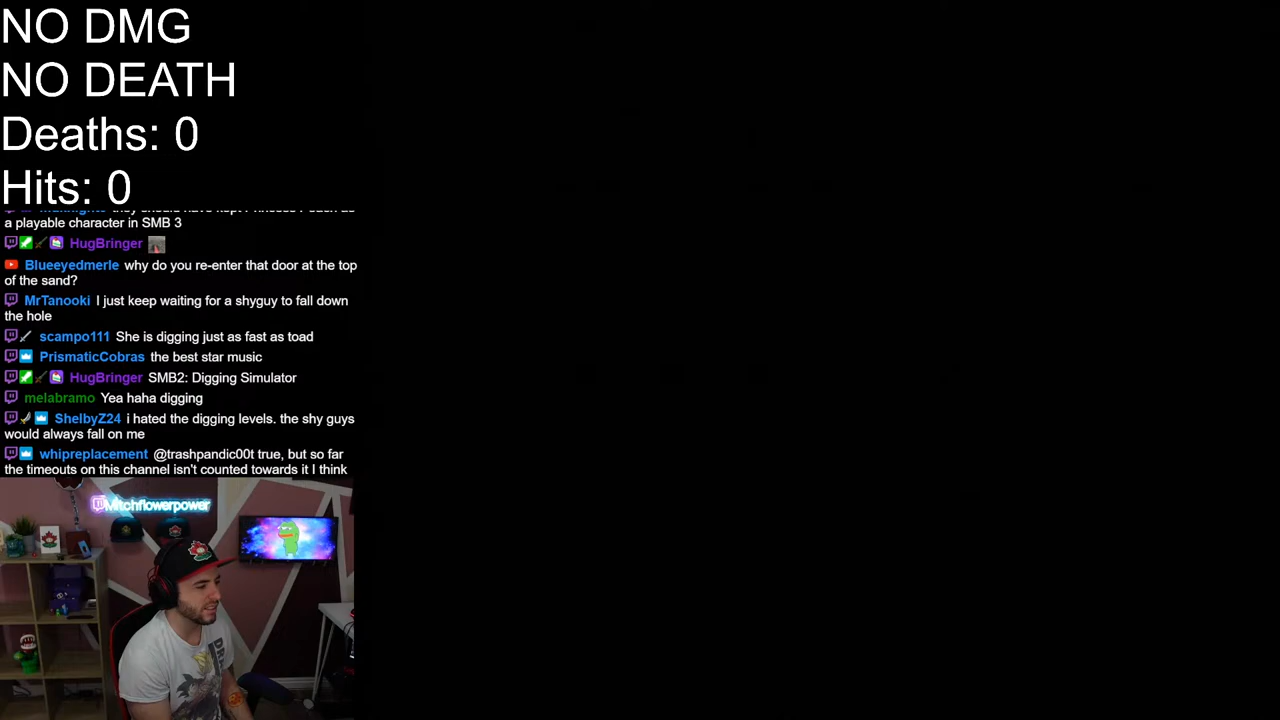 NO DMG
NO DEATH
Deaths: 0
Hits: 0
a playable character in SMB 3
HugBringer
Blueeyedmerle why do you re-enter that door at the top
of the sand?
MrTanooki I just keep waiting for a shyguy to fall down
the hole
scampo111 She is digging just as fast as toad
PrismaticCobras the best star music
HugBringer SMB2: Digging Simulator
melabramo Yea haha digging
ShelbyZ24 i hated the digging levels. the shy guys
would always fall on me
whipreplacement @trashpandic00t true, but so far
the timeouts on this channel isn't counted towards it I think
Mitchflowerpower